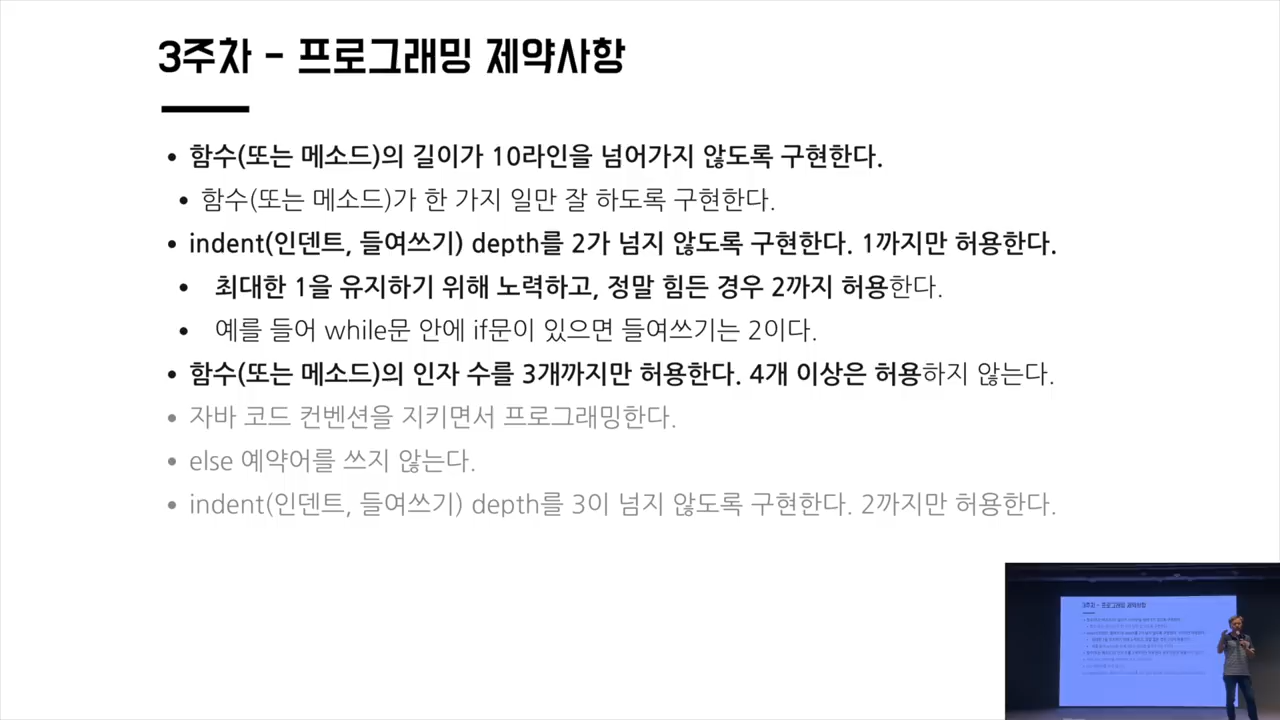 3주차 - 프로그래밍 제약사항
• 함수(또는 메소드)의 길이가 10라인을 넘어가지 않도록 구현한다.
• 함수(또는 메소드)가 한 가지 일만 잘 하도록 구현한다.
• indent(인덴트, 들여쓰기) depth를 2가 넘지 않도록 구현한다. 1까지만 허용한다.
• 최대한 1을 유지하기 위해 노력하고, 정말 힘든 경우 2까지 허용한다.
• 예를 들어 while문 안에 if문이 있으면 들여쓰기는 2이다.
• 함수(또는 메소드)의 인자 수를 3개까지만 허용한다. 4개 이상은 허용하지 않는다.
• 자바 코드 컨벤션을 지키면서 프로그래밍한다.
• else 예약어를 쓰지 않는다.
• indent(인덴트, 들여쓰기) depth를 3이 넘지 않도록 구현한다. 2까지만 허용한다.
3주차 - 프로그래밍 제약사항